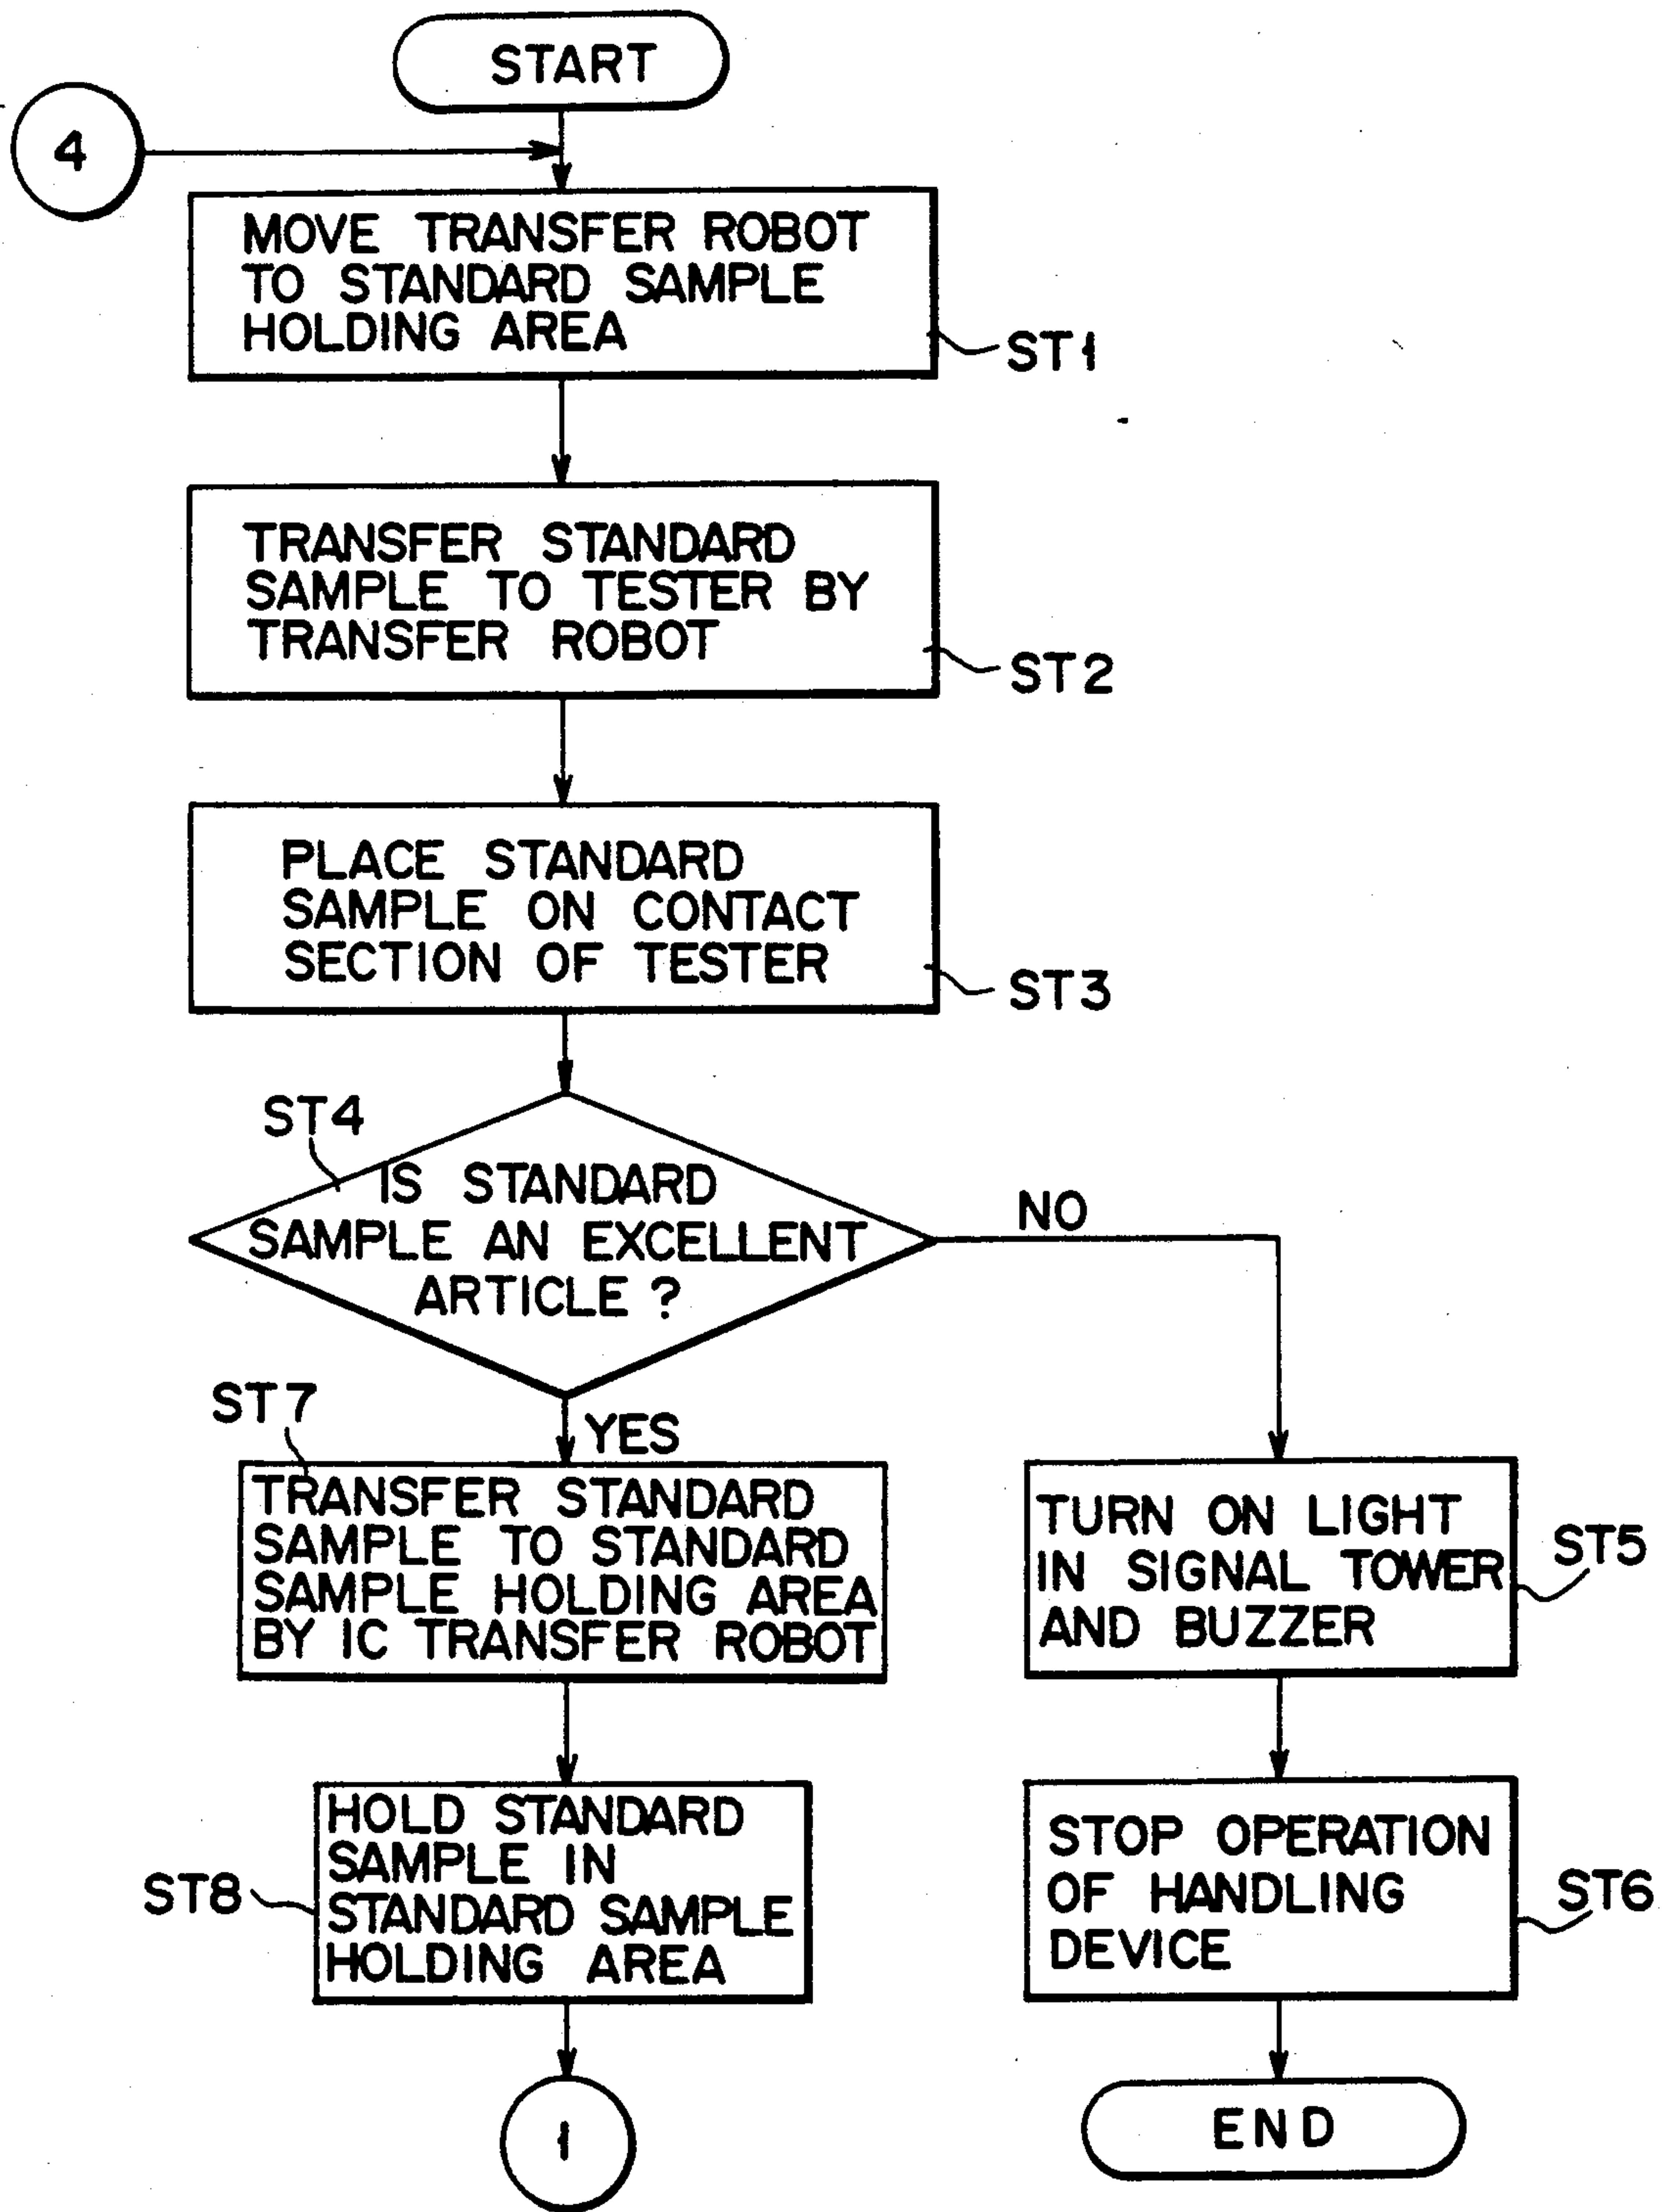 START
4
MOVE TRANSFER ROBOT
TO STANDARD SAMPLE
HOLDING AREA
ST1
TRANSFER STANDARD
SAMPLE TO TESTER BY
TRANSFER ROBOT
ST2
PLACE STANDARD
SAMPLE ON CONTACT
SECTION OF TESTER
ST3
ST4
IS STANDARD
SAMPLE AN EXCELLENT
ARTICLE ?
NO
YES
ST7
TRANSFER STANDARD
SAMPLE TO STANDARD
SAMPLE HOLDING AREA
BY IC TRANSFER ROBOT
TURN ON LIGHT
IN SIGNAL TOWER
AND BUZZER
ST5
HOLD STANDARD
SAMPLE IN
STANDARD SAMPLE
HOLDING AREA
ST8
STOP OPERATION
OF HANDLING
DEVICE
ST6
1
END